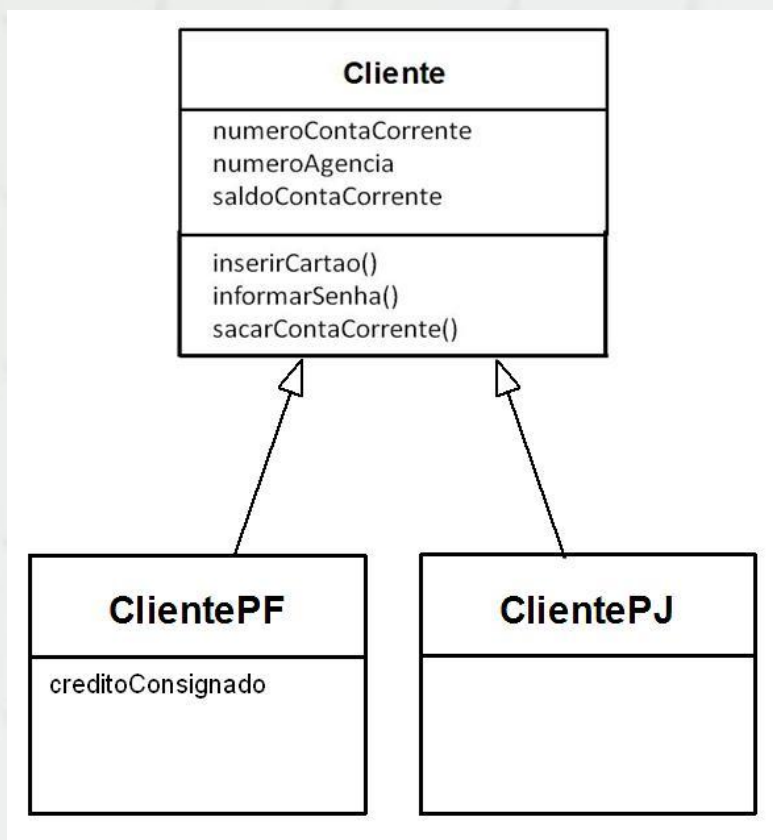 Cliente
numeroContaCorrente
numeroAgencia
saldoContaCorrente
inserirCartao()
informarSenha()
sacarContaCorrente()
ClientePF
creditoConsignado
ClientePJ